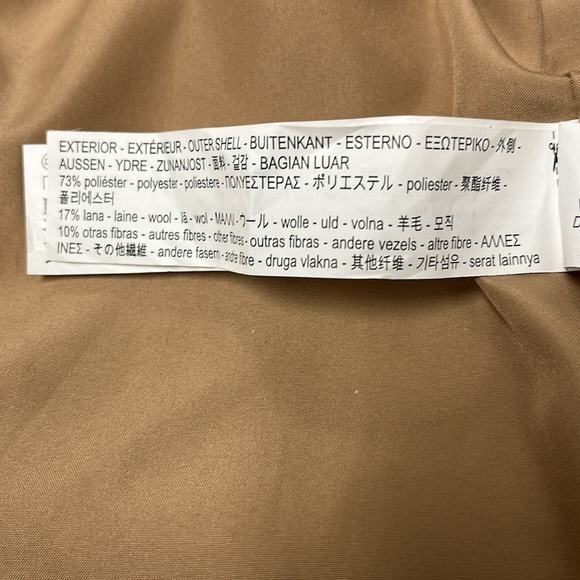 EXTERIOR - EXTÉRIEUR - OUTER SHELL - BUITENKANT - ESTERNO - ΕΞΩΤΕΡΙΚΟ - 外側 -
AUSSEN - YDRE - ZUNANJOST - 面料 - 겉감 - BAGIAN LUAR
73% poliéster - polyester - poliestere - ΠΟΛΥΕΣΤΕΡΑΣ - ポリエステル - poliester - 聚酯纤维 -
폴리에스터
17% lana - laine - wool - lã - wol - ΜΑΛΛΙ - ウール - wolle - uld - volna - 羊毛 - 모직
10% otras fibras - autres fibres - other fibres - outras fibras - andere vezels - altre fibre - ΑΛΛΕΣ
ΙΝΕΣ - その他繊維 - andere fasern - andre fibre - druga vlakna - 其他纤维 - 기타섬유 - serat lainnya